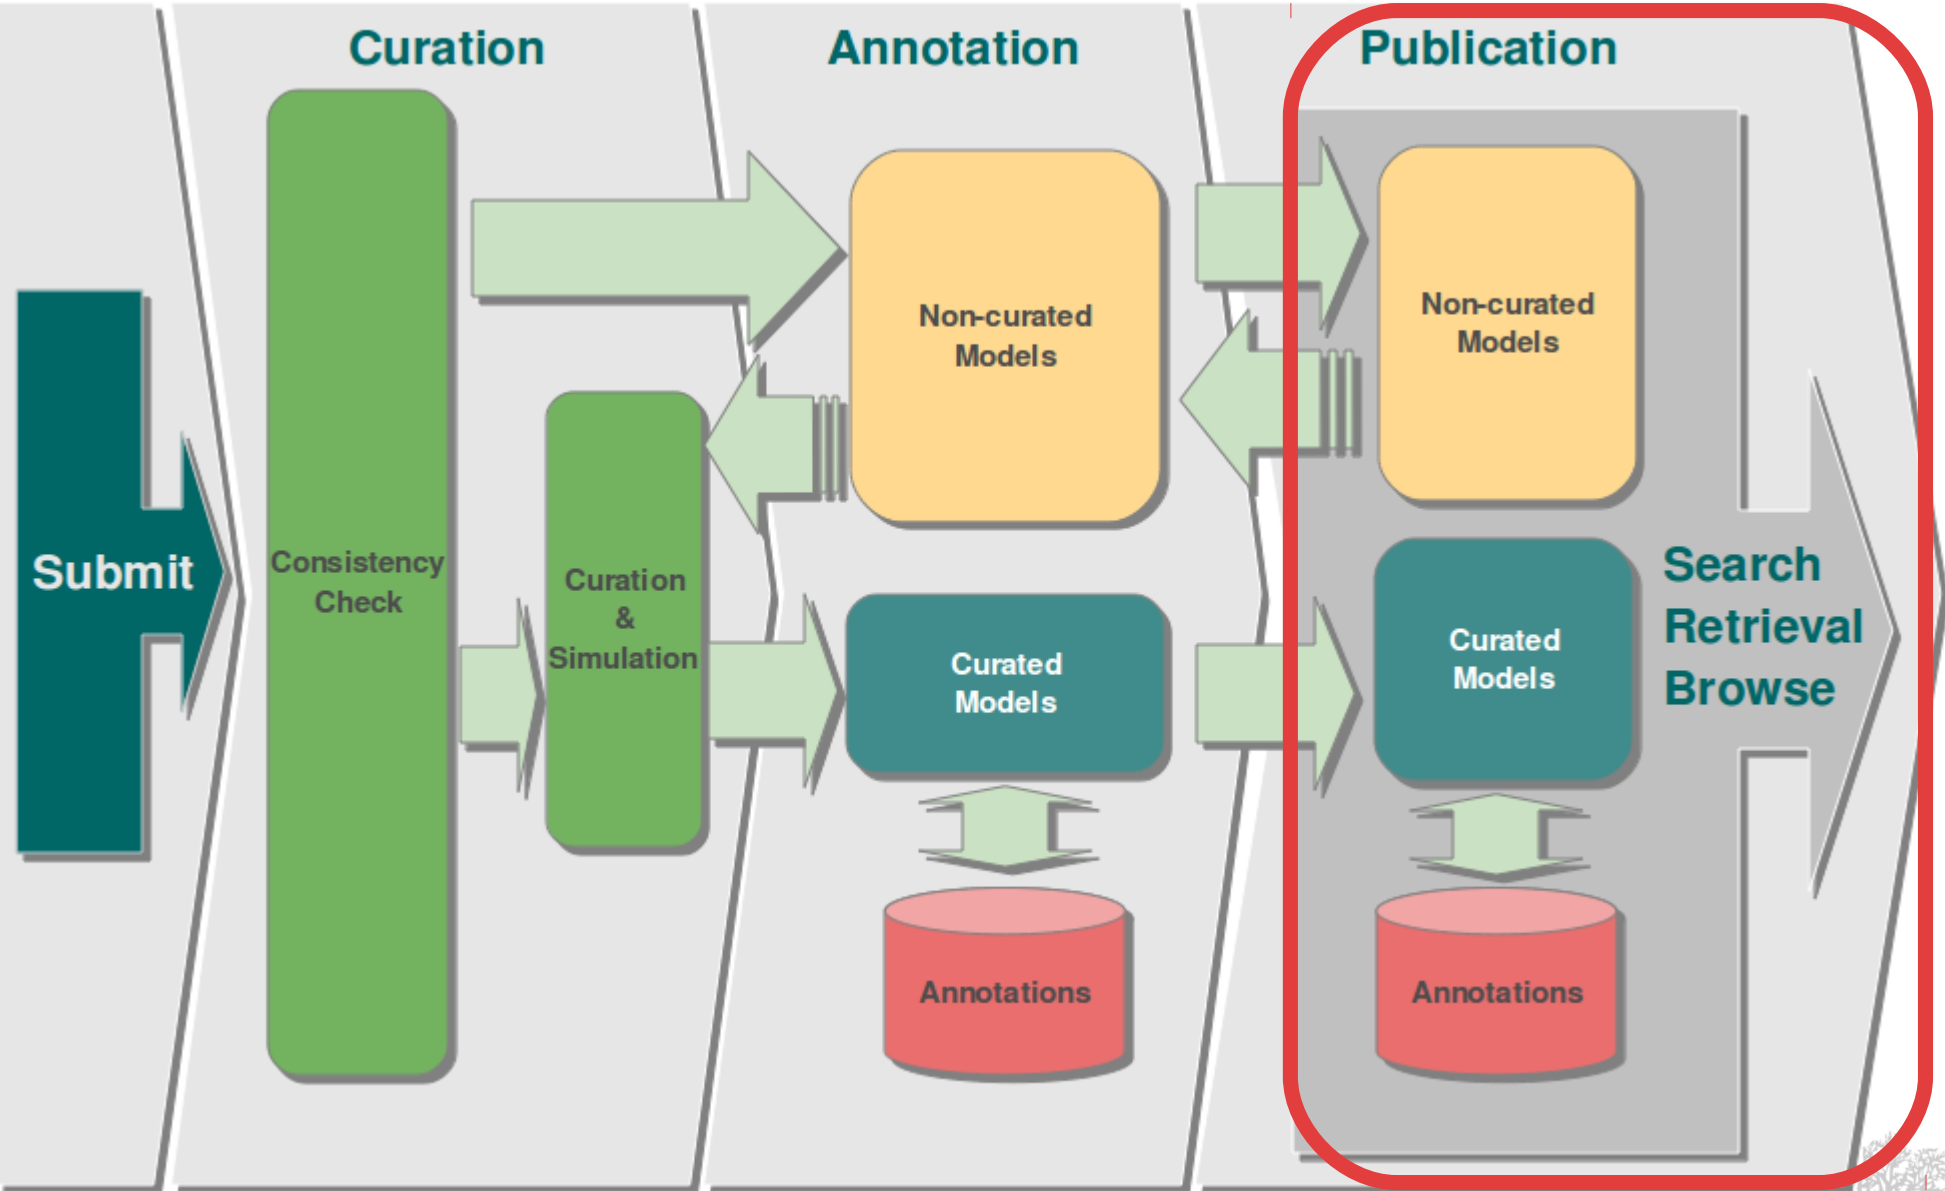 Curation
Annotation
Publication
Submit
Consistency
Check
Curation
&
Simulation
Non-curated
Models
Curated
Models
Annotations
Non-curated
Models
Curated
Models
Annotations
Search
Retrieval
Browse